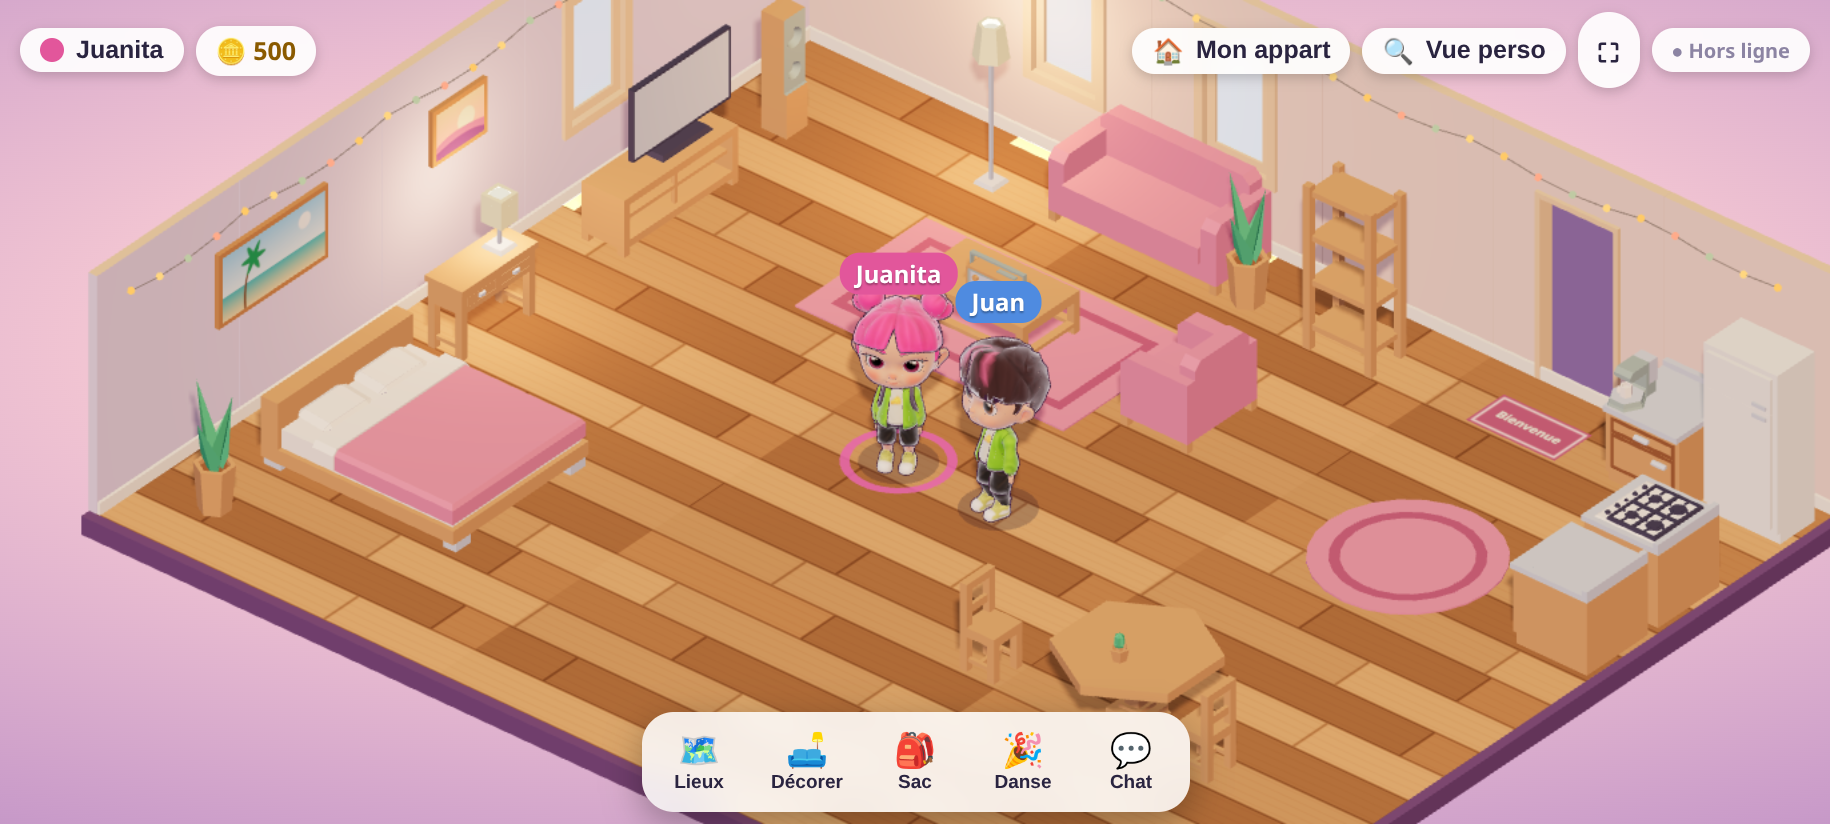 Juanita
500
Mon appart
Vue perso
Hors ligne
Juanita
Juan
Bienvenue
Lieux
Décorer
Sac
Danse
Chat